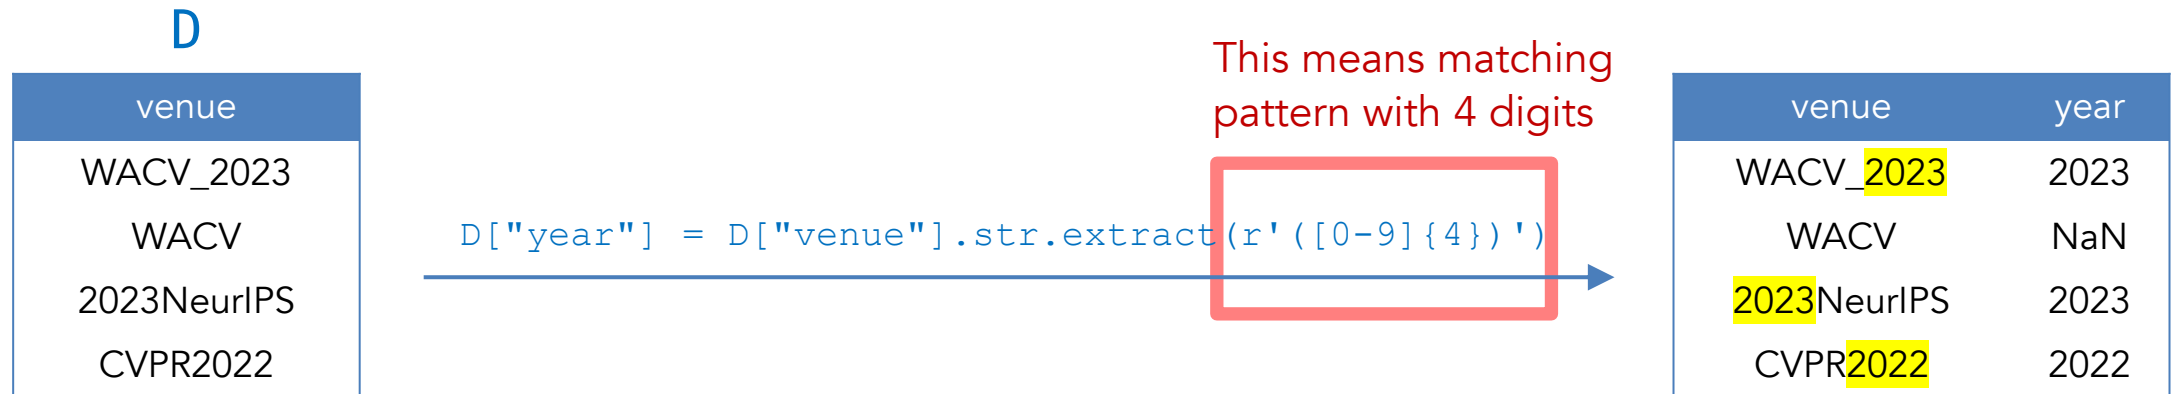 D
venue
WACV_2023
WACV
2023NeurIPS
CVPR2022
This means matching
pattern with 4 digits
D["year"] = D["venue"].str.extract(r'([0-9]{4})')
venue year
WACV_2023 2023
WACV NaN
2023NeurIPS 2023
CVPR2022 2022